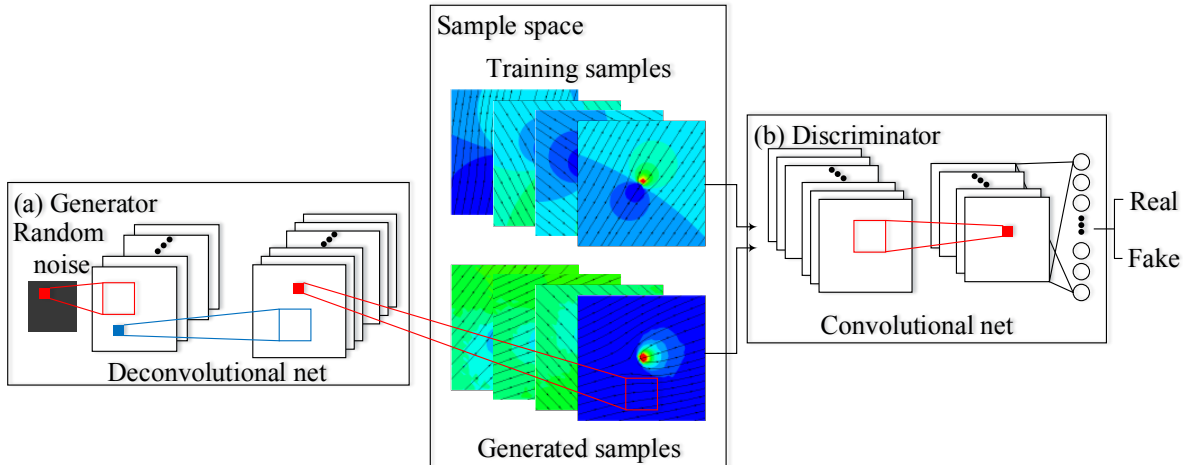 (a) Generator
Random
noise
Deconvolutional net
Sample space
Training samples
Generated samples
(b) Discriminator
Convolutional net
Real
Fake